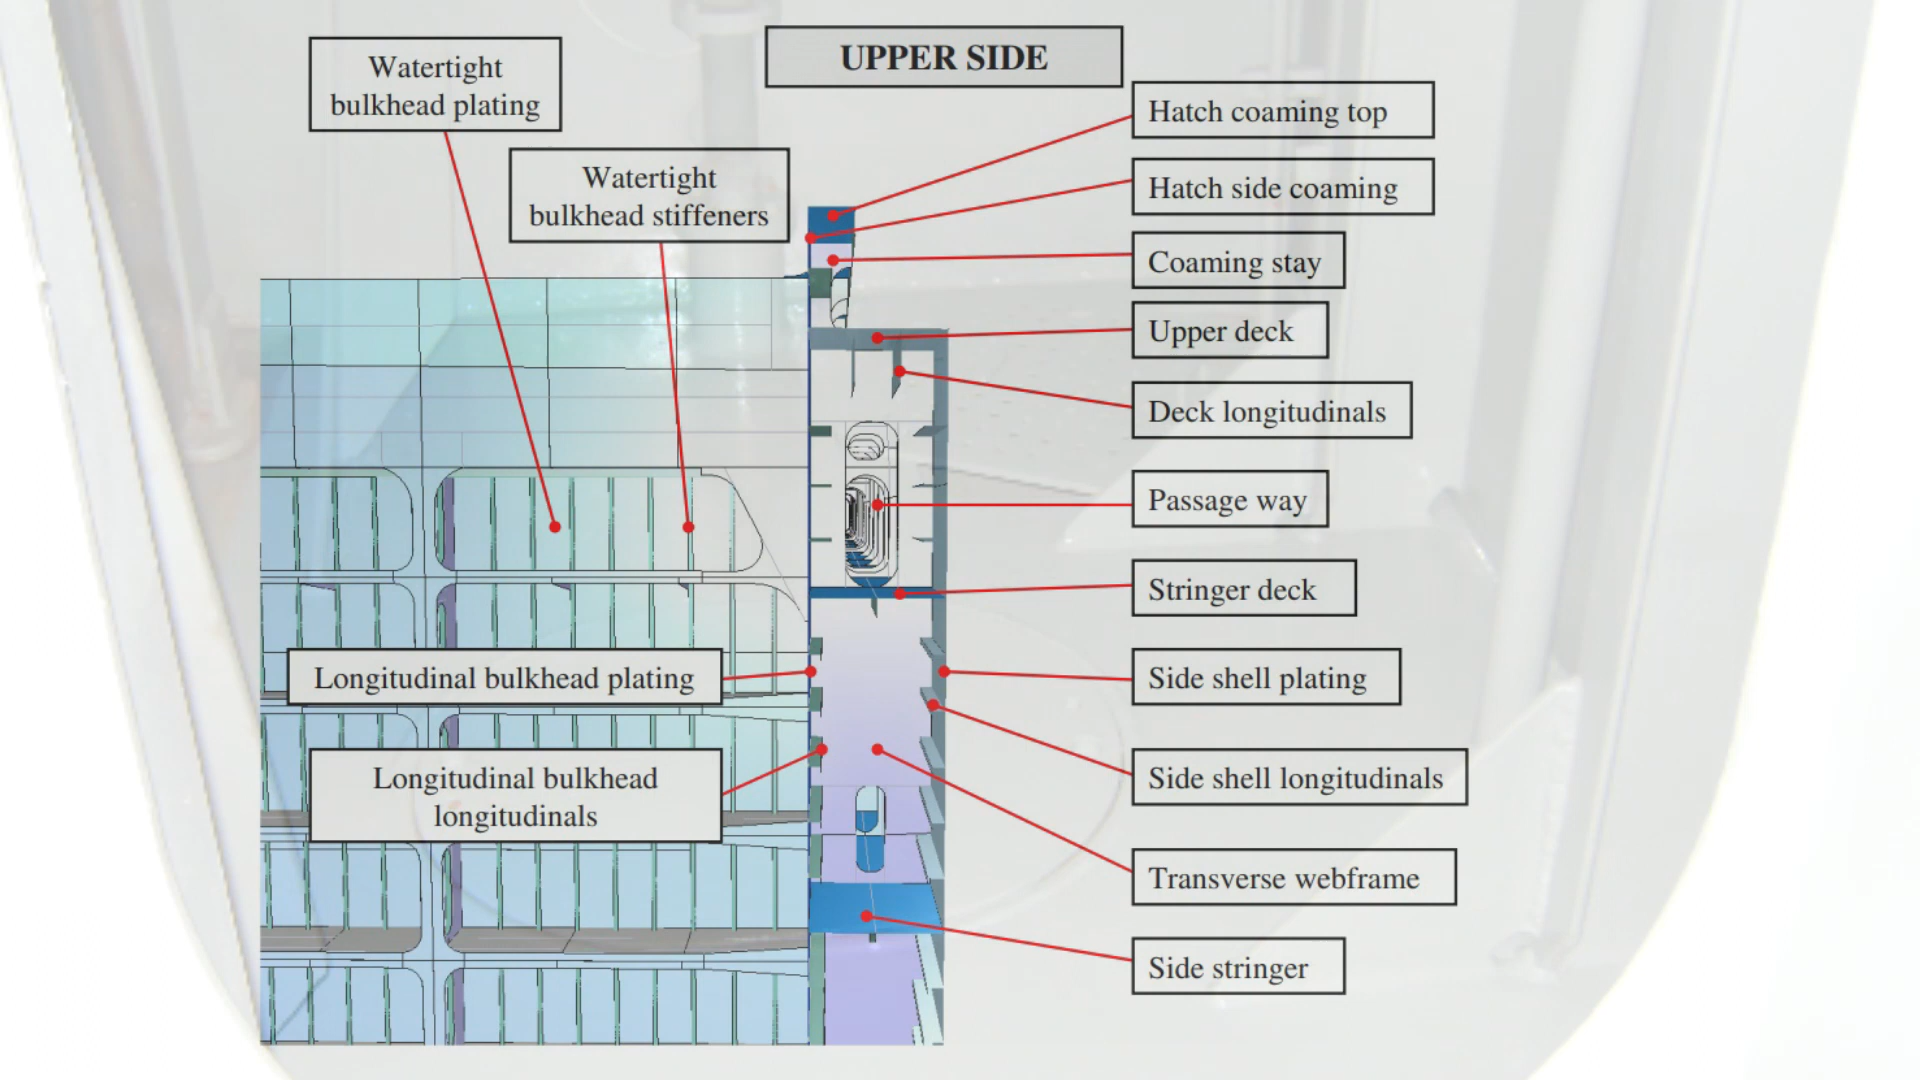 UPPER SIDE
Watertight
bulkhead plating
Watertight
bulkhead stiffeners
Hatch coaming top
Hatch side coaming
Coaming stay
Upper deck
Deck longitudinals
Passage way
Stringer deck
Longitudinal bulkhead plating
Side shell plating
Longitudinal bulkhead
longitudinals
Side shell longitudinals
Transverse webframe
Side stringer